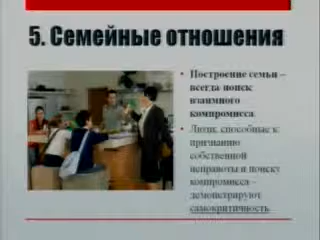 5. Семейные отношения
• Построение семьи –
всегда поиск
взаимного
компромисса.
• Люди, способные к
признанию
собственной
неправоты и поиску
компромисса –
демонстрируют
самокритичность